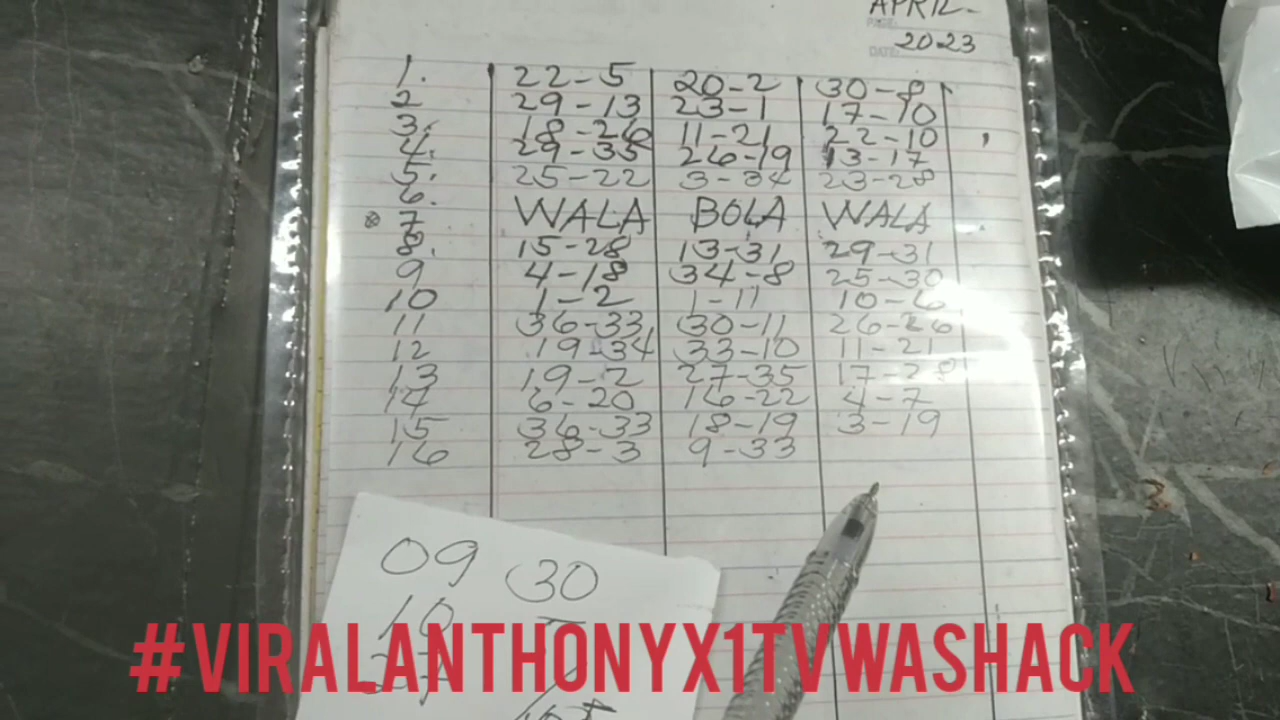 APRIL-
PAGE:
DATE: 2023
1. 22-5 20-2 30-8
2 29-13 23-1 17-10
3. 18-26 11-21 22-10
4. 29-35 26-19 13-17
5. 25-22 3-34 23-28
6.
7 WALA BOLA WALA
8. 15-28 13-31 29-31
9 4-18 34-8 25-30
10 1-2 1-11 10-6
11 36-33 30-11 26-26
12 19-34 33-10 11-21
13 19-2 27-35 17-28
14 6-20 16-22 4-7
15 36-33 18-19 3-19
16 28-3 9-33
09 30
10
#VIRALANTHONYX1TVWASHACK